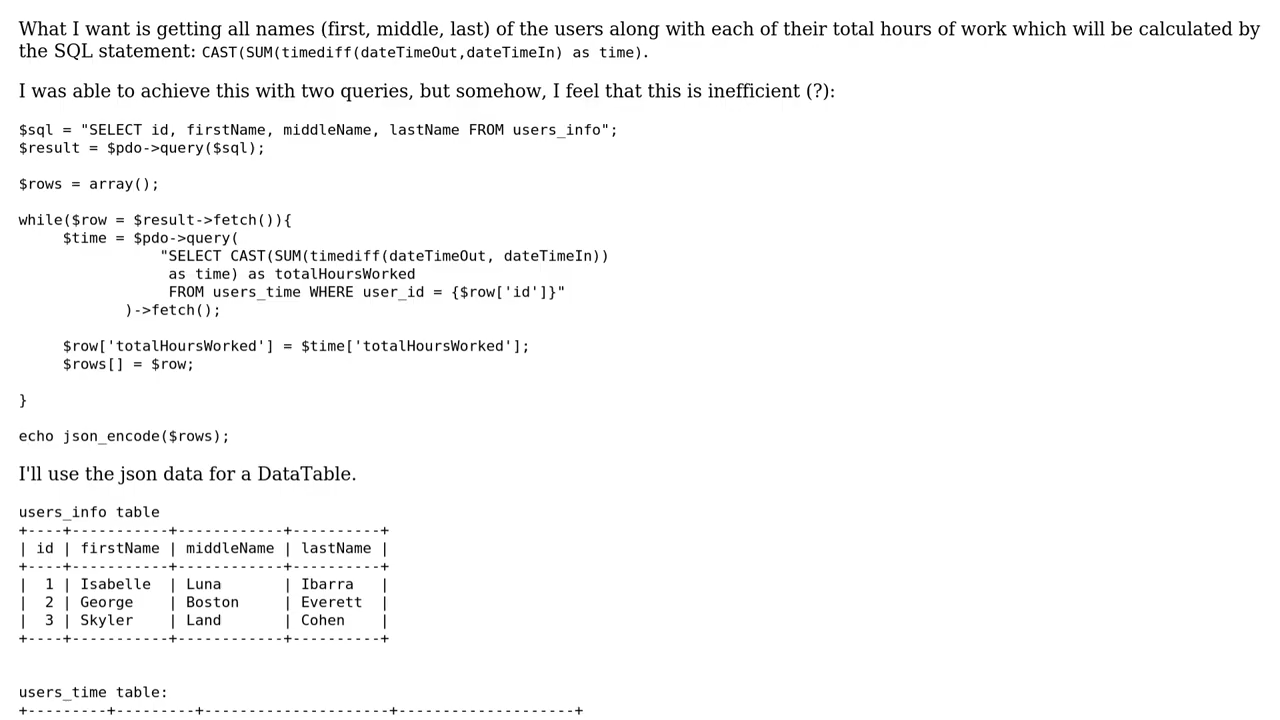 What I want is getting all names (first, middle, last) of the users along with each of their total hours of work which will be calculated by
the SQL statement: CAST(SUM(timediff(dateTimeOut,dateTimeIn) as time).
I was able to achieve this with two queries, but somehow, I feel that this is inefficient (?):
$sql = "SELECT id, firstName, middleName, lastName FROM users_info";
$result = $pdo->query($sql);
$rows = array();
while($row = $result->fetch()){
     $time = $pdo->query(
                "SELECT CAST(SUM(timediff(dateTimeOut, dateTimeIn))
                 as time) as totalHoursWorked
                 FROM users_time WHERE user_id = {$row['id']}"
            )->fetch();
     $row['totalHoursWorked'] = $time['totalHoursWorked'];
     $rows[] = $row;
}
echo json_encode($rows);
I'll use the json data for a DataTable.
users_info table
+----+-----------+------------+----------+
| id | firstName | middleName | lastName |
+----+-----------+------------+----------+
|  1 | Isabelle  | Luna       | Ibarra   |
|  2 | George    | Boston     | Everett  |
|  3 | Skyler    | Land       | Cohen    |
+----+-----------+------------+----------+
users_time table:
+---------+---------+---------------------+--------------------+